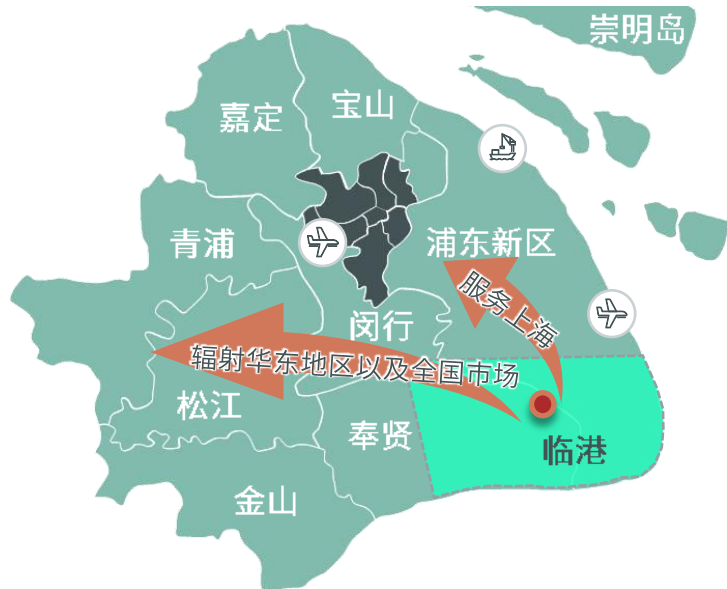 崇明岛
宝山
嘉定
青浦
浦东新区
服务上海
闵行
辐射华东地区以及全国市场
松江
奉贤
临港
金山